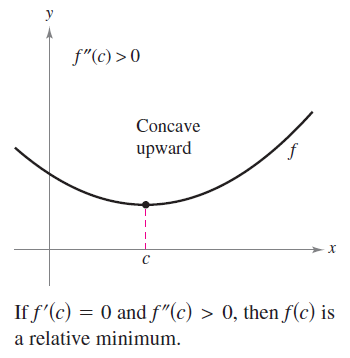 y
f″(c) > 0
Concave
upward
f
x
c
If f′(c) = 0 and f″(c) > 0, then f(c) is
a relative minimum.